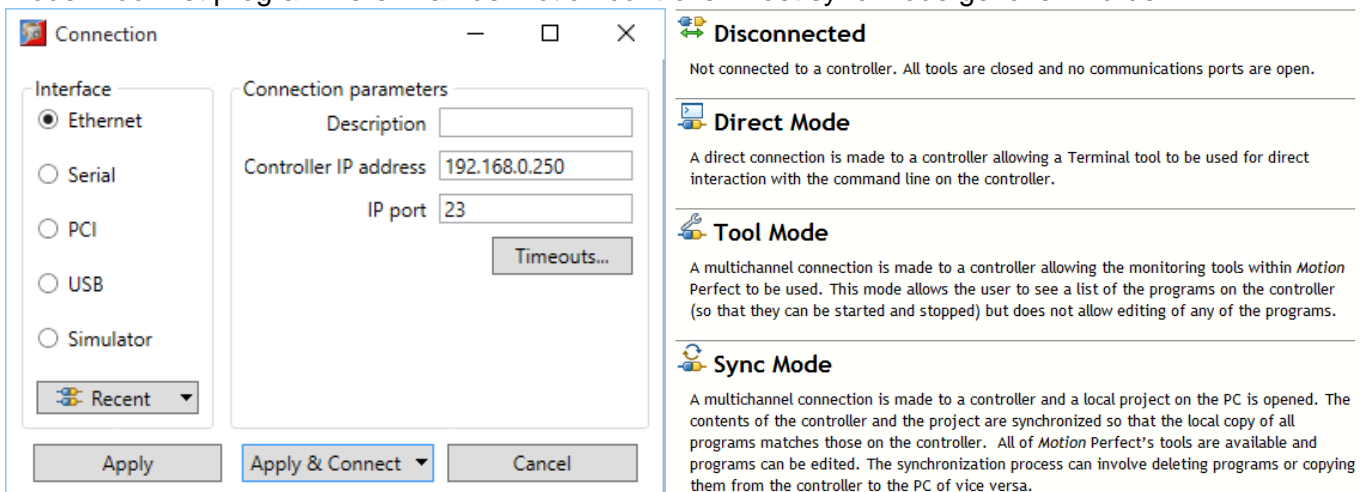 Connection
Interface
Ethernet
Serial
PCI
USB
Simulator
Recent
Connection parameters
Description
Controller IP address 192.168.0.250
IP port 23
Timeouts...
Apply
Apply & Connect
Cancel
Disconnected
Not connected to a controller. All tools are closed and no communications ports are open.
Direct Mode
A direct connection is made to a controller allowing a Terminal tool to be used for direct
interaction with the command line on the controller.
Tool Mode
A multichannel connection is made to a controller allowing the monitoring tools within Motion
Perfect to be used. This mode allows the user to see a list of the programs on the controller
(so that they can be started and stopped) but does not allow editing of any of the programs.
Sync Mode
A multichannel connection is made to a controller and a local project on the PC is opened. The
contents of the controller and the project are synchronized so that the local copy of all
programs matches those on the controller. All of Motion Perfect's tools are available and
programs can be edited. The synchronization process can involve deleting programs or copying
them from the controller to the PC of vice versa.